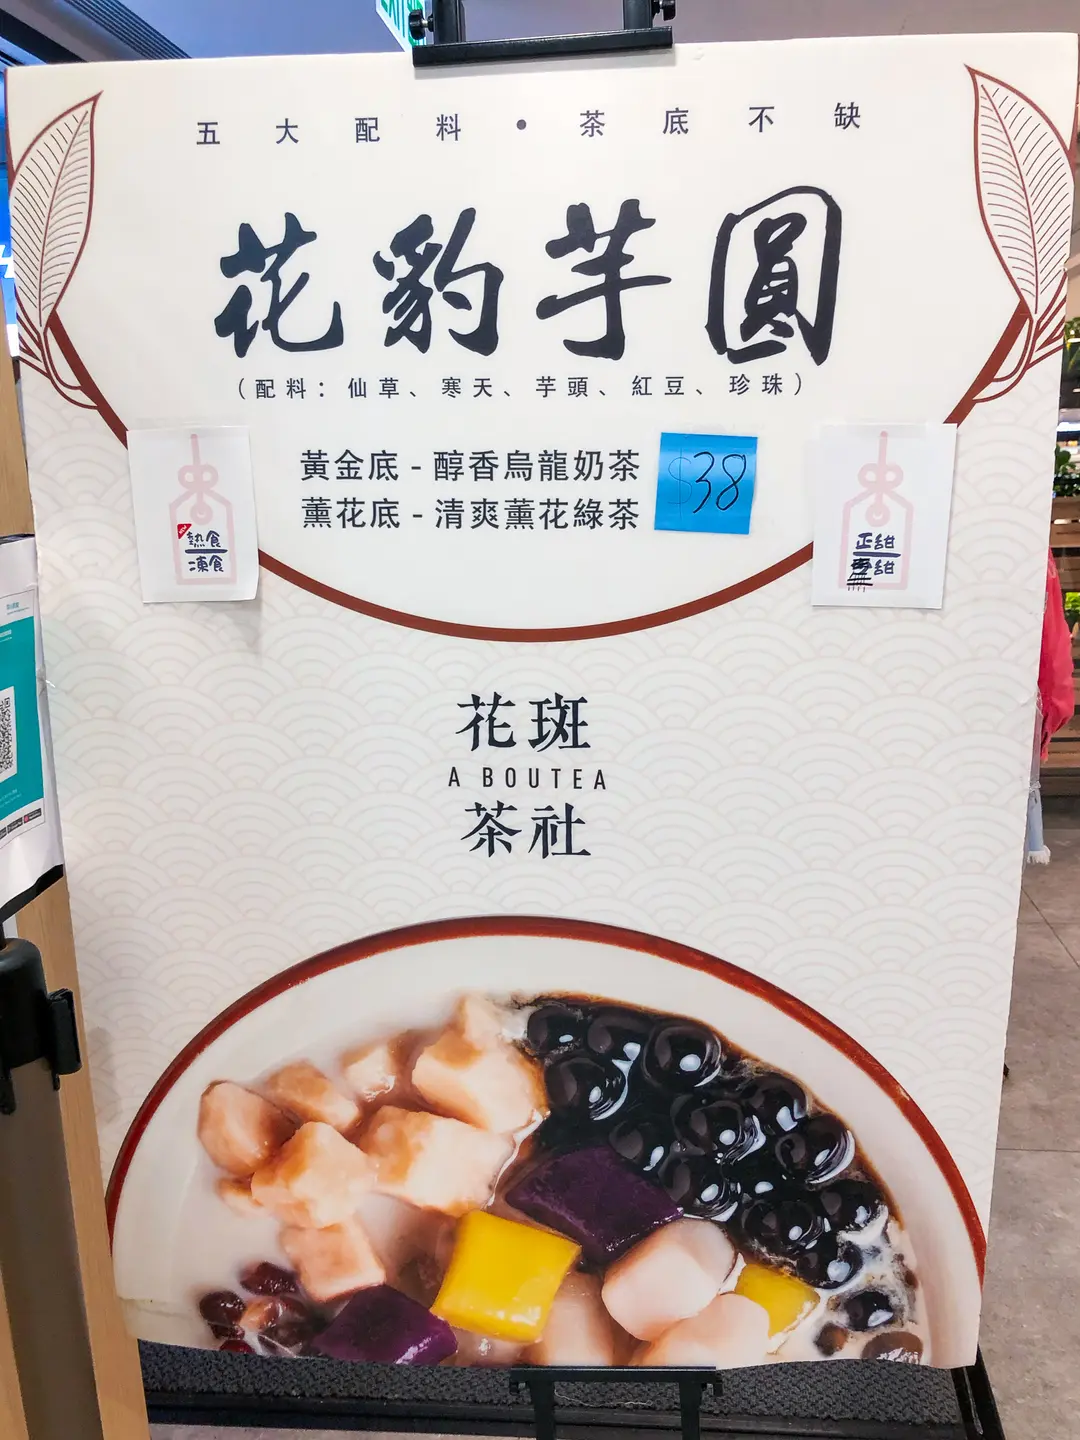 五大配料•茶底不缺
花豹芋圓
（配料：仙草、寒天、芋頭、紅豆、珍珠）
黃金底 - 醇香烏龍奶茶
薰花底 - 清爽薰花綠茶
$38
熱食
凍食
正甜
甜
花斑
A BOUTEA
茶社